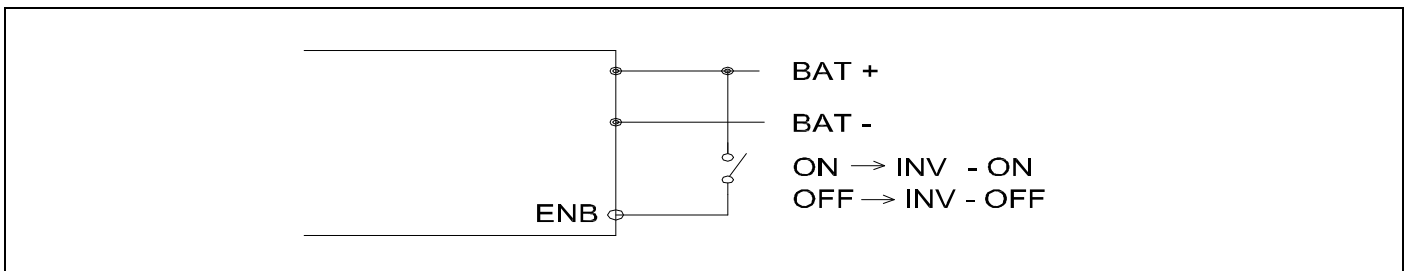 BAT +
BAT -
ON → INV - ON
OFF → INV - OFF
ENB